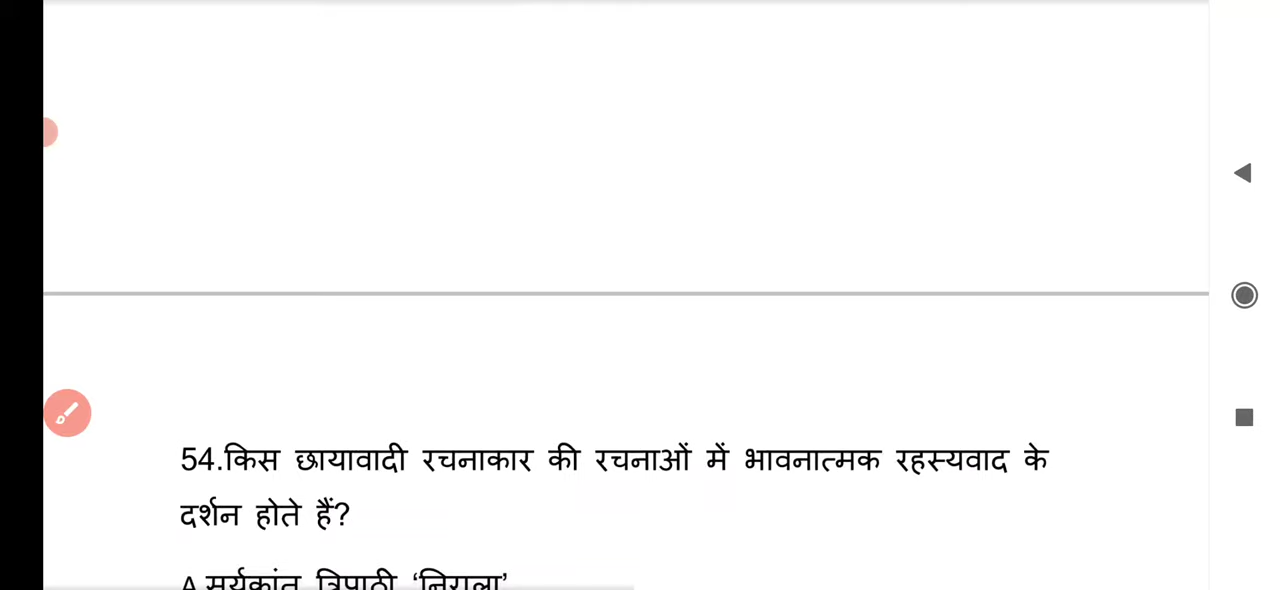 54.किस छायावादी रचनाकार की रचनाओं में भावनात्मक रहस्यवाद के
दर्शन होते हैं?
A.सूर्यकांत त्रिपाठी ‘निराला’